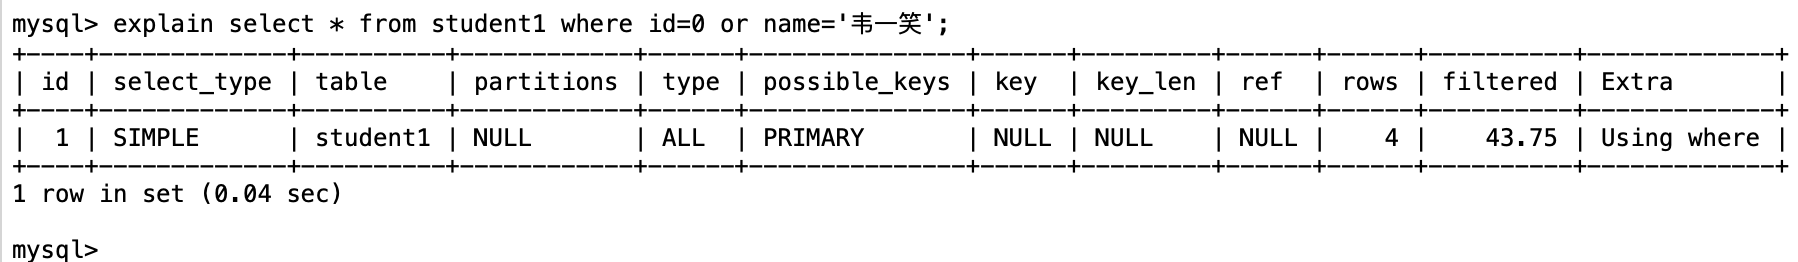 mysql> explain select * from student1 where id=0 or name='韦一笑';
+----+-------------+----------+------------+------+---------------+------+---------+------+------+----------+-------------+
| id | select_type | table    | partitions | type | possible_keys | key  | key_len | ref  | rows | filtered | Extra       |
+----+-------------+----------+------------+------+---------------+------+---------+------+------+----------+-------------+
|  1 | SIMPLE      | student1 | NULL       | ALL  | PRIMARY       | NULL | NULL    | NULL |    4 |    43.75 | Using where |
+----+-------------+----------+------------+------+---------------+------+---------+------+------+----------+-------------+
1 row in set (0.04 sec)
mysql>